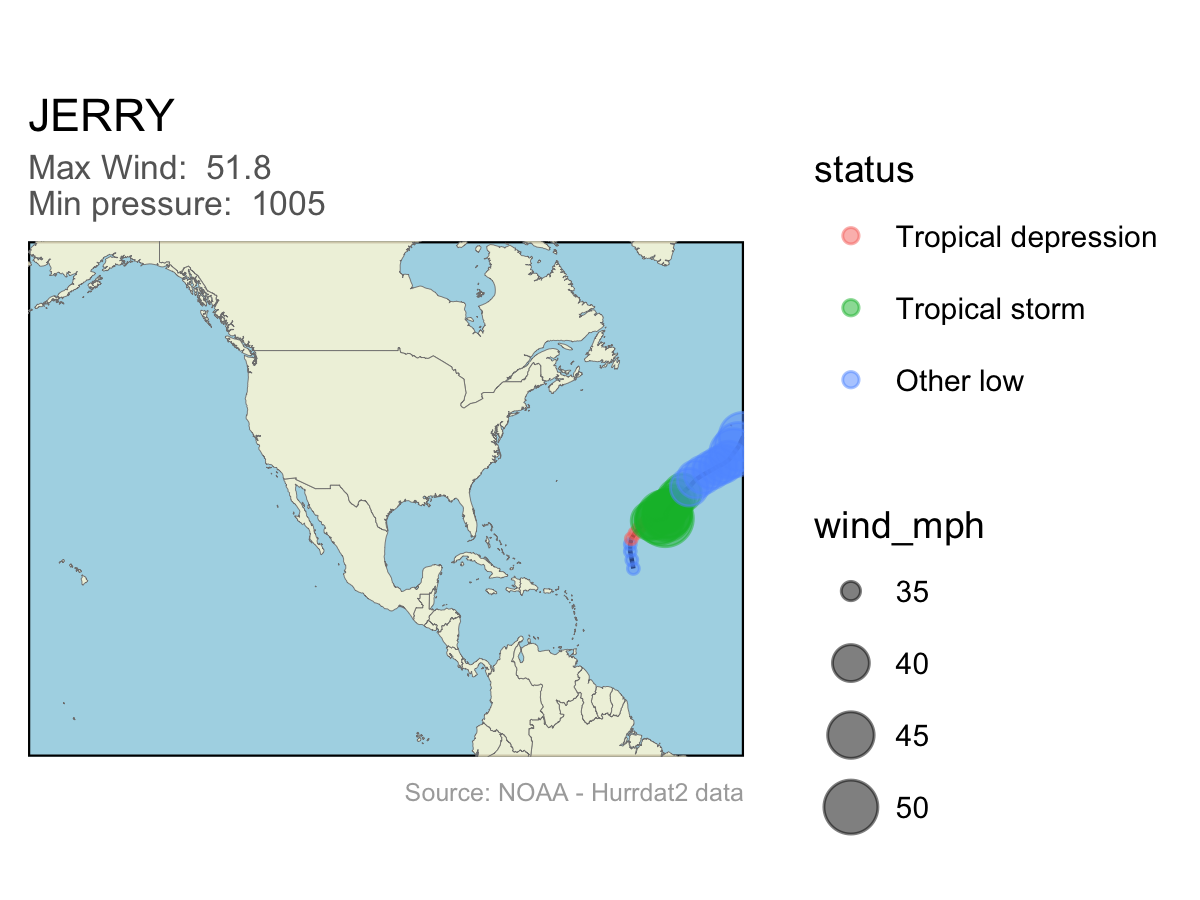 JERRY
Max Wind:  51.8
Min pressure:  1005
status
Tropical depression
Tropical storm
Other low
wind_mph
35
40
45
50
Source: NOAA - Hurrdat2 data